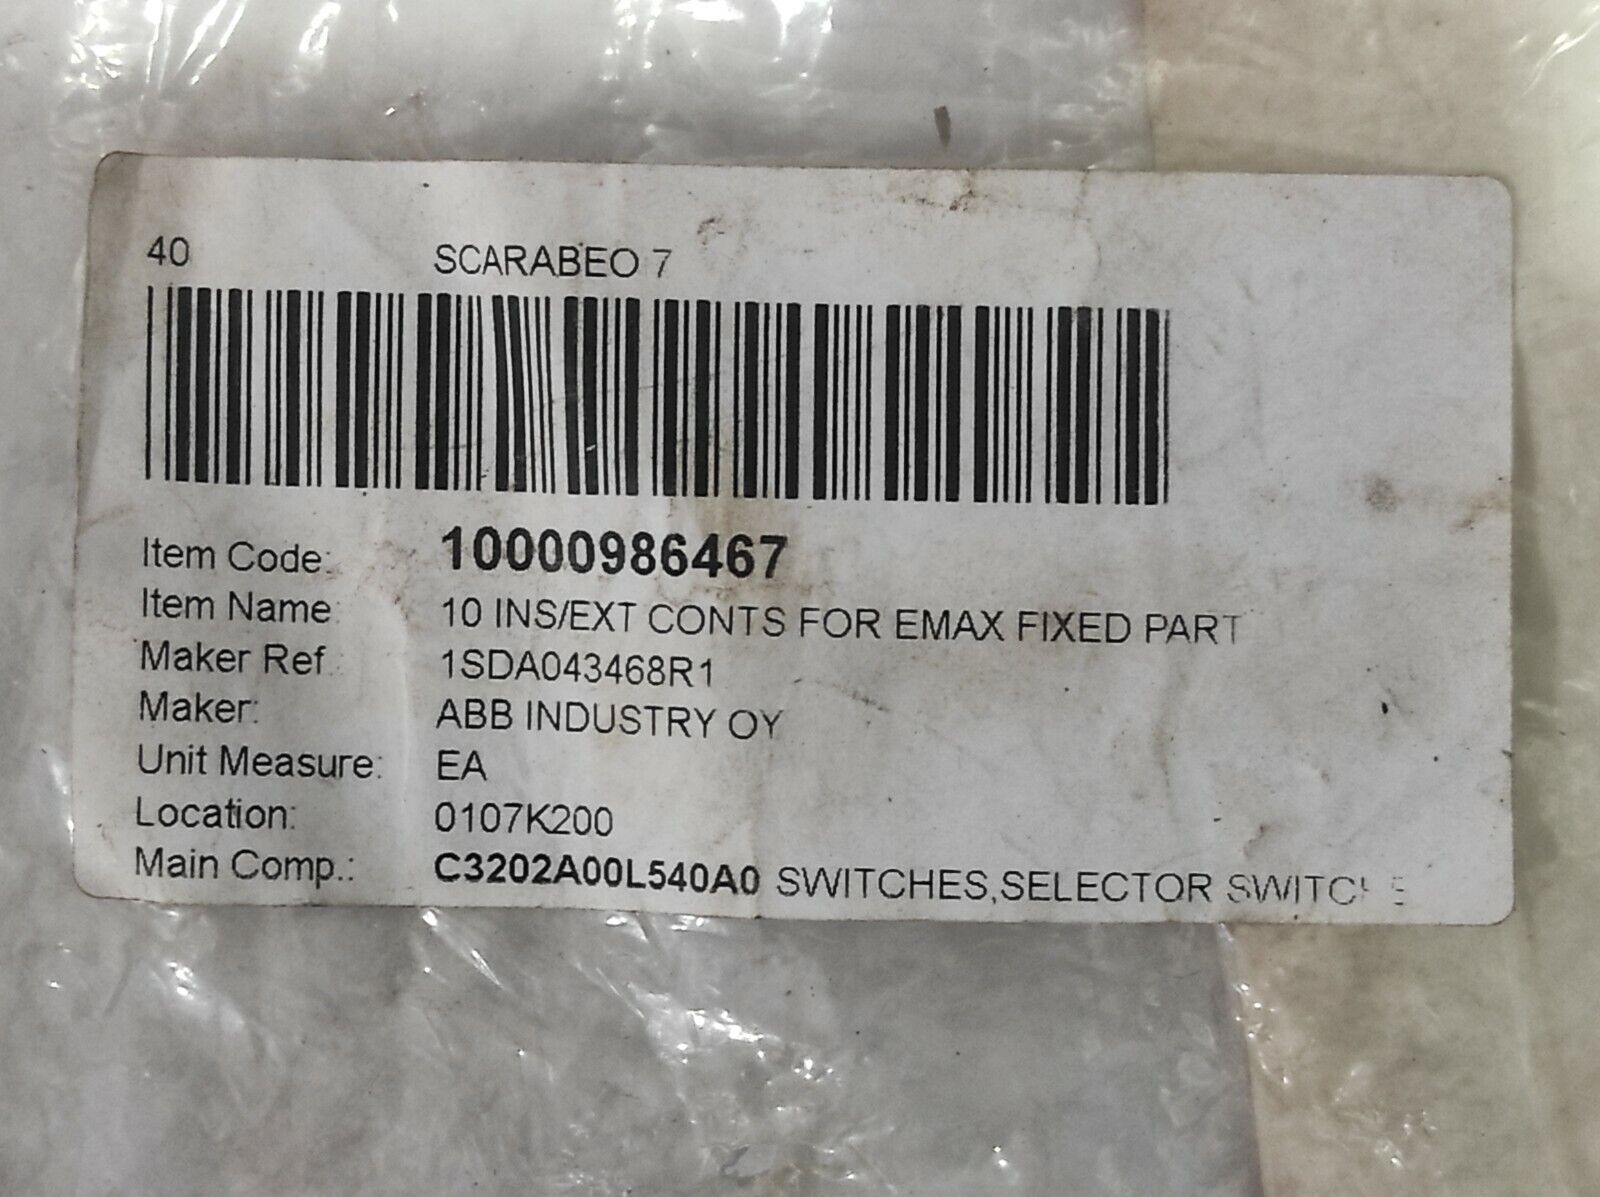 40 SCARABEO 7
Item Code: 10000986467
Item Name: 10 INS/EXT CONTS FOR EMAX FIXED PART
Maker Ref.: 1SDA043468R1
Maker: ABB INDUSTRY OY
Unit Measure: EA
Location: 0107K200
Main Comp.: C3202A00L540A0 SWITCHES,SELECTOR